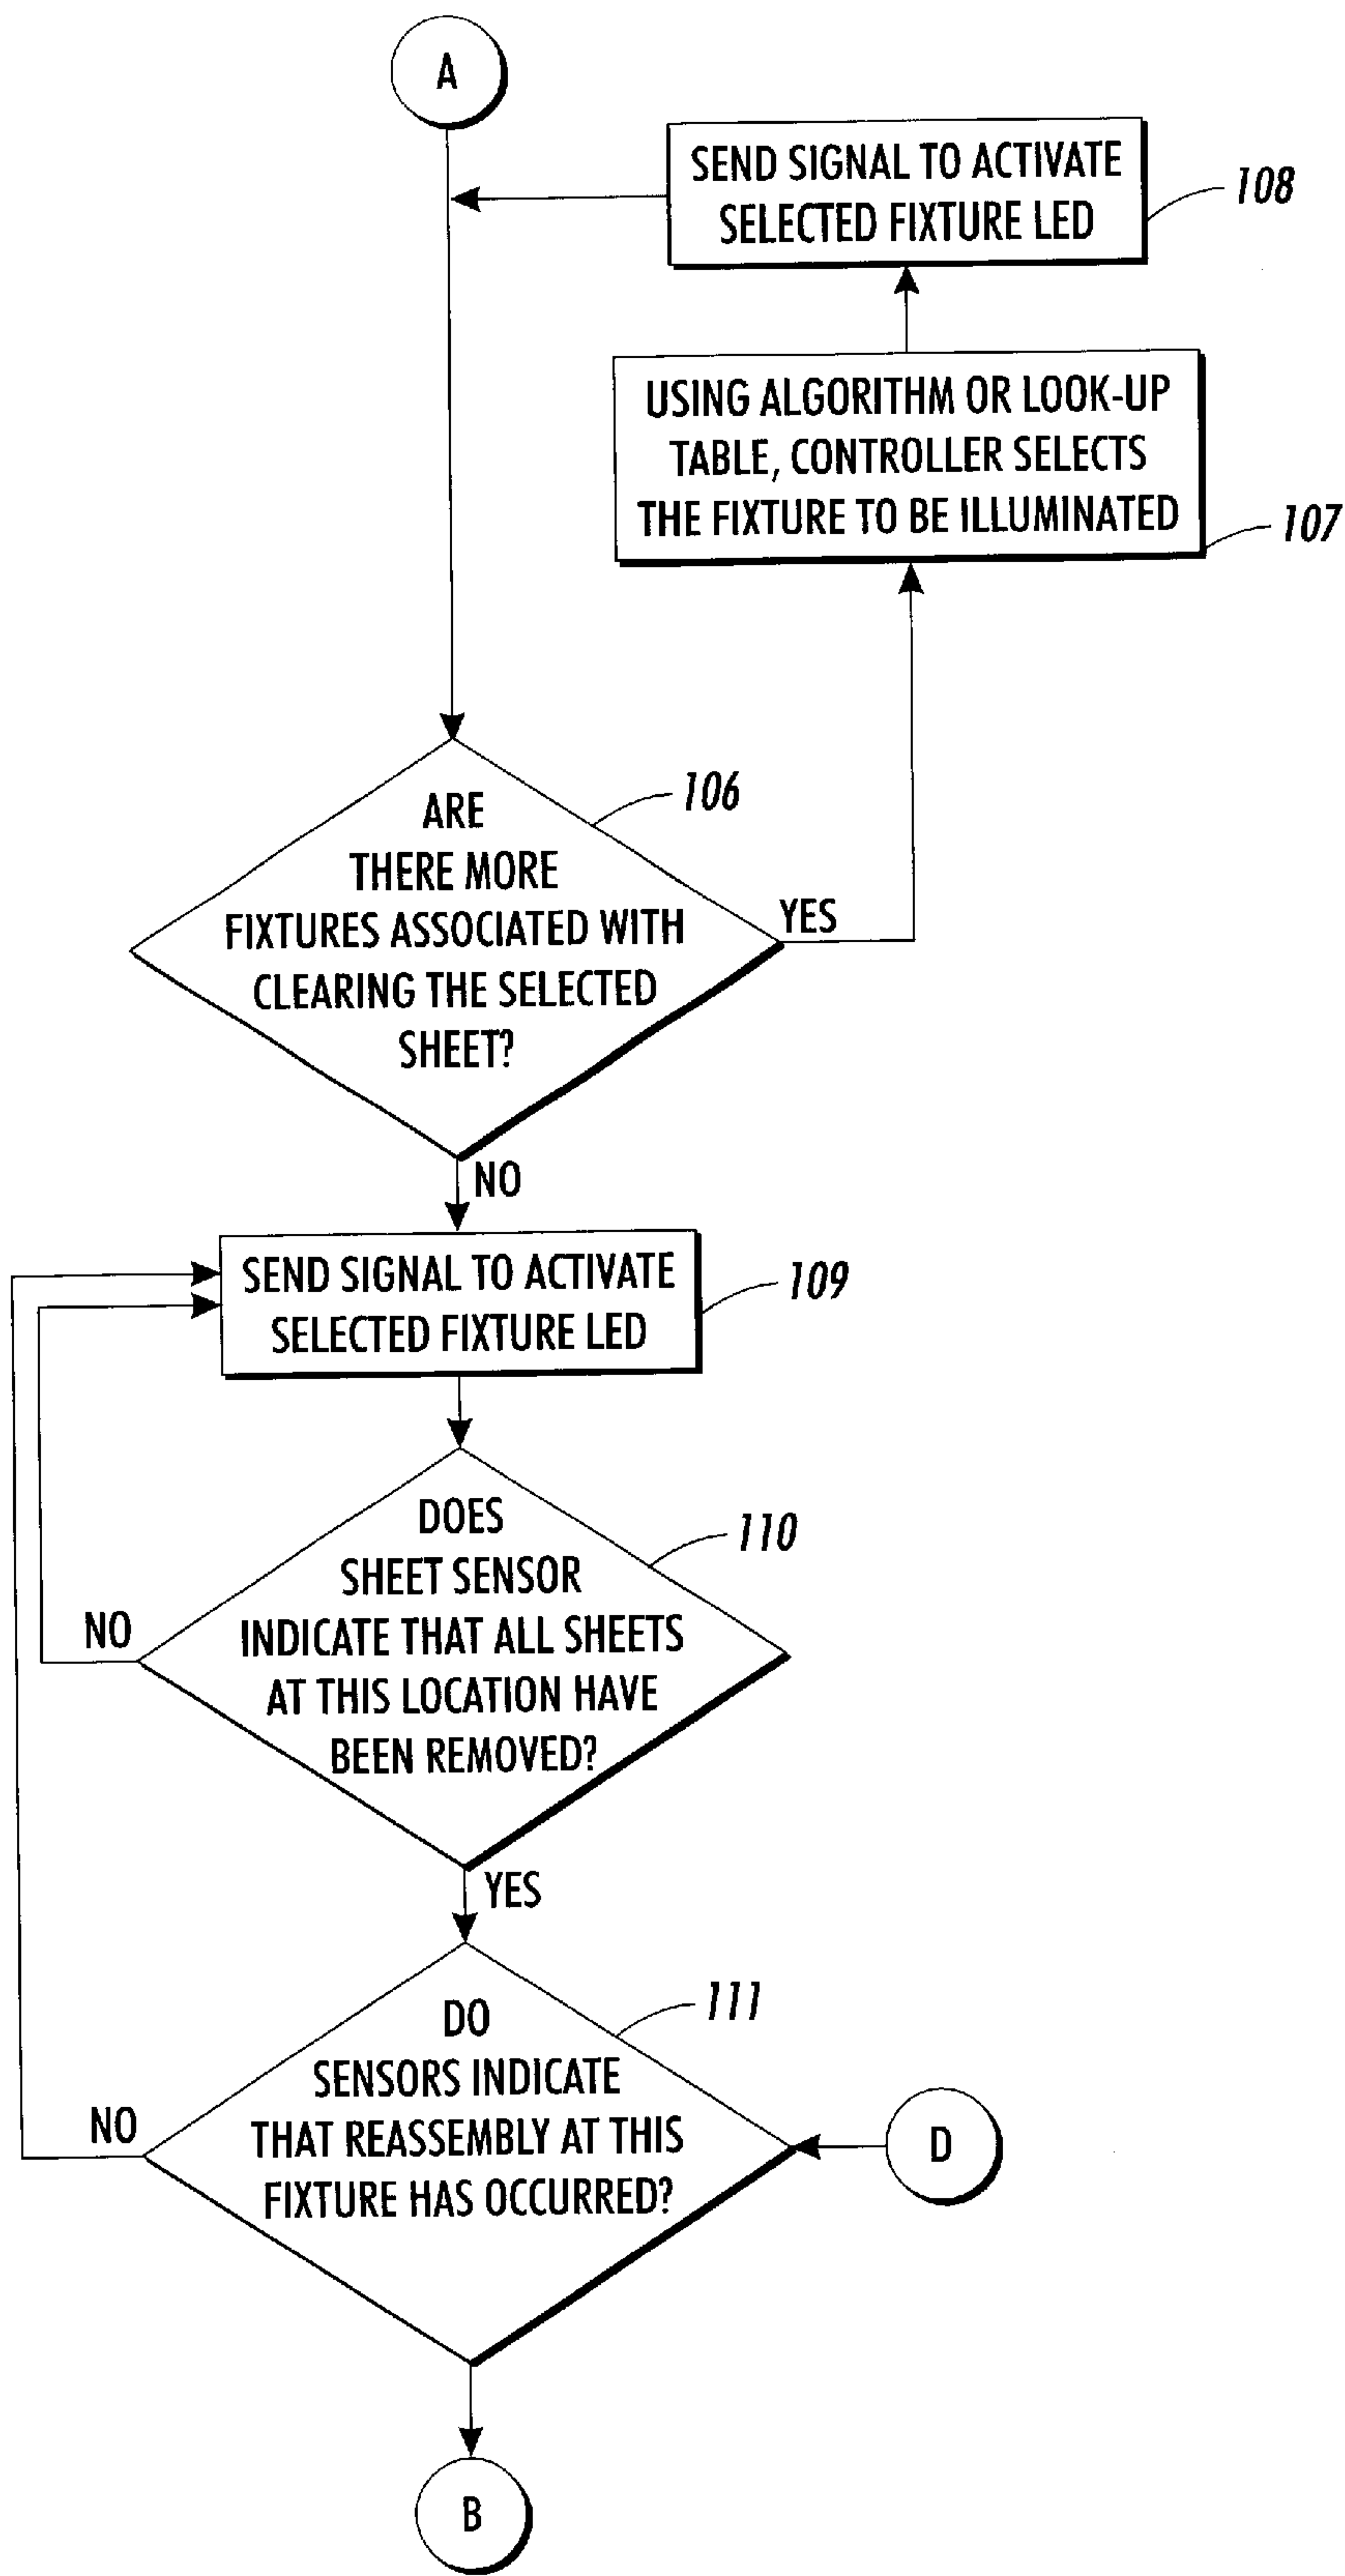 A
SEND SIGNAL TO ACTIVATE
SELECTED FIXTURE LED
108
USING ALGORITHM OR LOOK-UP
TABLE, CONTROLLER SELECTS
THE FIXTURE TO BE ILLUMINATED
107
ARE
THERE MORE
FIXTURES ASSOCIATED WITH
CLEARING THE SELECTED
SHEET?
106
YES
NO
SEND SIGNAL TO ACTIVATE
SELECTED FIXTURE LED
109
DOES
SHEET SENSOR
INDICATE THAT ALL SHEETS
AT THIS LOCATION HAVE
BEEN REMOVED?
110
NO
YES
DO
SENSORS INDICATE
THAT REASSEMBLY AT THIS
FIXTURE HAS OCCURRED?
111
NO
D
B